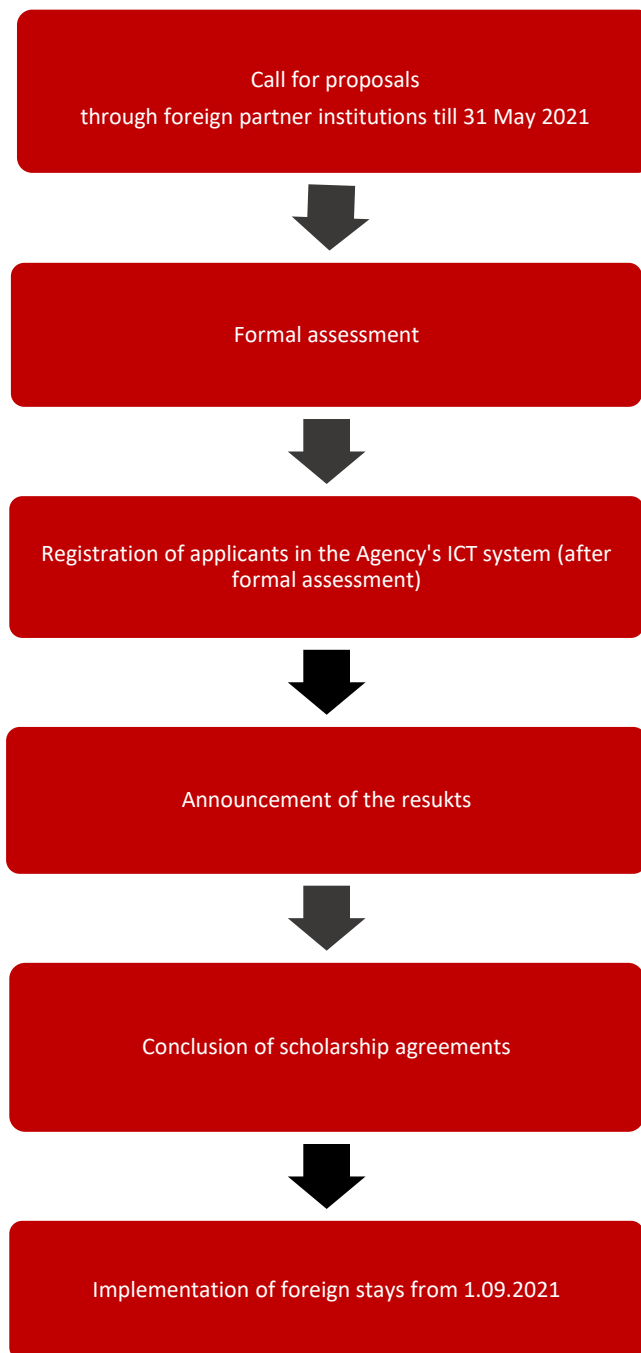 Call for proposals
through foreign partner institutions till 31 May 2021
Formal assessment
Registration of applicants in the Agency's ICT system (after
formal assessment)
Announcement of the resukts
Conclusion of scholarship agreements
Implementation of foreign stays from 1.09.2021